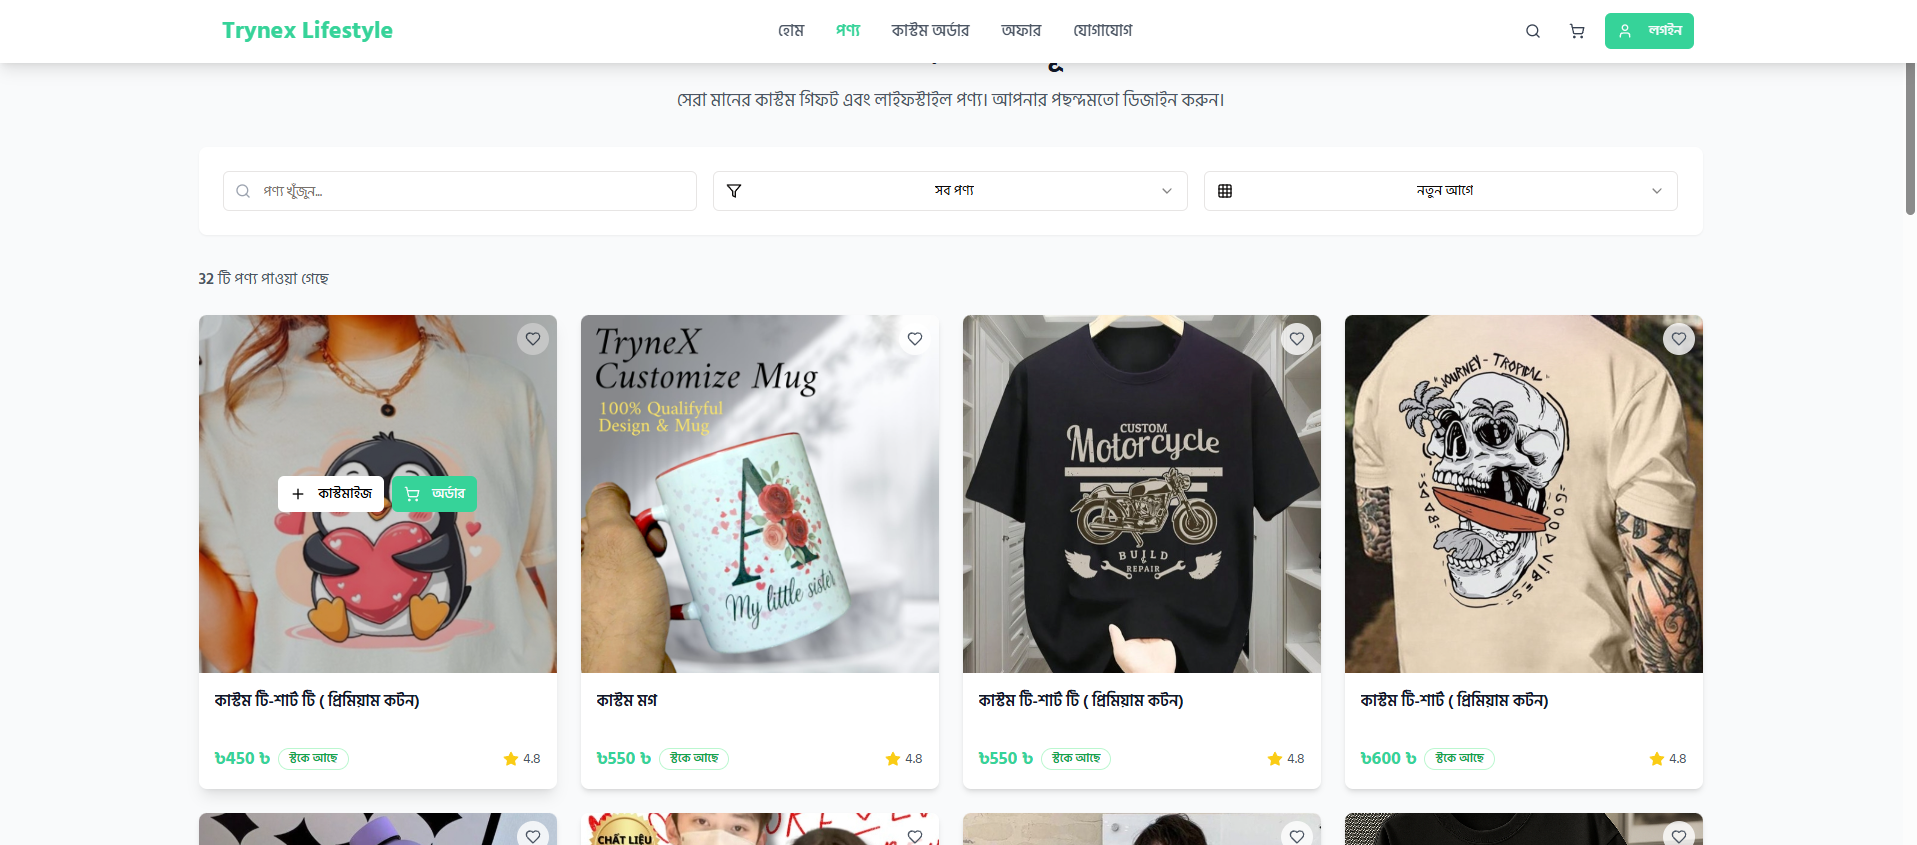 Trynex Lifestyle
হোম
পণ্য
কাস্টম অর্ডার
অফার
যোগাযোগ
লগইন
সেরা মানের কাস্টম গিফট এবং লাইফস্টাইল পণ্য। আপনার পছন্দমতো ডিজাইন করুন।
পণ্য খুঁজুন...
সব পণ্য
নতুন আগে
32 টি পণ্য পাওয়া গেছে
কাস্টমাইজ
অর্ডার
TryneX
Customize Mug
100% Qualifyful
Design & Mug
A
My little sister
CUSTOM
Motorcycle
BUILD
&
REPAIR
JOURNEY - TROPICAL
GOOD VIBES
কাস্টম টি-শার্ট টি ( প্রিমিয়াম কটন)
৳450 ৳
স্টকে আছে
4.8
কাস্টম মগ
৳550 ৳
স্টকে আছে
4.8
কাস্টম টি-শার্ট টি ( প্রিমিয়াম কটন)
৳550 ৳
স্টকে আছে
4.8
কাস্টম টি-শার্ট ( প্রিমিয়াম কটন)
৳600 ৳
স্টকে আছে
4.8
CHẤT LIỆU